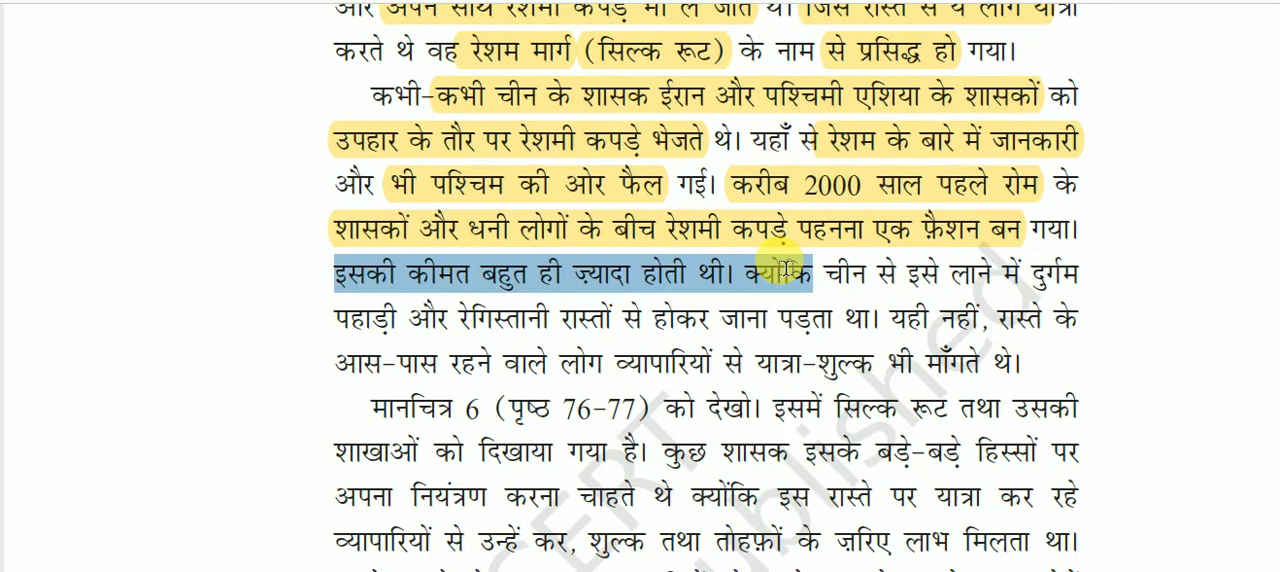 और अपने साथ रेशमी कपड़े भी ले जाते थे। जिस रास्ते से ये लोग यात्रा
करते थे वह रेशम मार्ग (सिल्क रूट) के नाम से प्रसिद्ध हो गया।
कभी-कभी चीन के शासक ईरान और पश्चिमी एशिया के शासकों को
उपहार के तौर पर रेशमी कपड़े भेजते थे। यहाँ से रेशम के बारे में जानकारी
और भी पश्चिम की ओर फैल गई। करीब 2000 साल पहले रोम के
शासकों और धनी लोगों के बीच रेशमी कपड़े पहनना एक फ़ैशन बन गया।
इसकी कीमत बहुत ही ज़्यादा होती थी। क्योंकि चीन से इसे लाने में दुर्गम
पहाड़ी और रेगिस्तानी रास्तों से होकर जाना पड़ता था। यही नहीं, रास्ते के
आस-पास रहने वाले लोग व्यापारियों से यात्रा-शुल्क भी माँगते थे।
मानचित्र 6 (पृष्ठ 76-77) को देखो। इसमें सिल्क रूट तथा उसकी
शाखाओं को दिखाया गया है। कुछ शासक इसके बड़े-बड़े हिस्सों पर
अपना नियंत्रण करना चाहते थे क्योंकि इस रास्ते पर यात्रा कर रहे
व्यापारियों से उन्हें कर, शुल्क तथा तोहफ़ों के ज़रिए लाभ मिलता था।